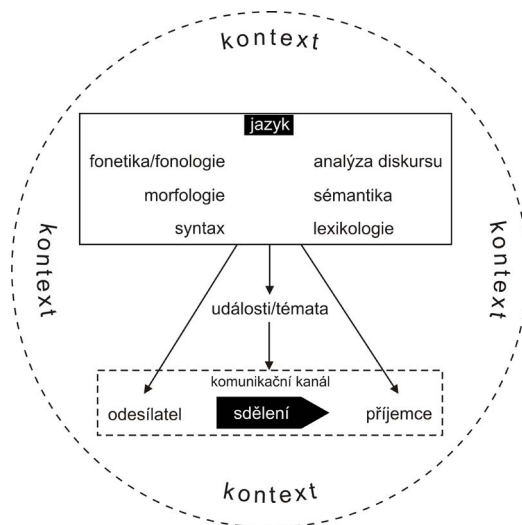 kontext
jazyk
fonetika/fonologie analýza diskursu
morfologie sémantika
syntax lexikologie
kontext
kontext
události/témata
komunikační kanál
odesílatel sdělení příjemce
kontext